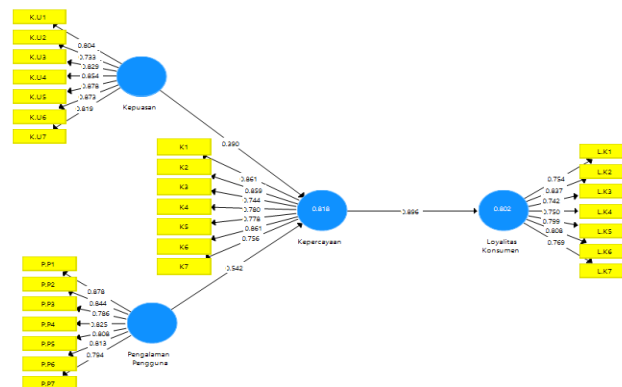 K.U1
K.U2
K.U3
K.U4
K.U5
K.U6
K.U7
0.804
0.733
0.829
0.854
0.878
0.873
0.819
Kepuasan
0.390
K1
K2
K3
K4
K5
K6
K7
0.861
0.859
0.744
0.780
0.778
0.861
0.756
0.818
Kepercayaan
0.896
0.802
Loyalitas
Konsumen
0.754
0.837
0.742
0.750
0.799
0.808
0.769
L.K1
L.K2
L.K3
L.K4
L.K5
L.K6
L.K7
0.542
P.P1
P.P2
P.P3
P.P4
P.P5
P.P6
P.P7
0.878
0.844
0.786
0.825
0.808
0.813
0.794
Pengalaman
Pengguna